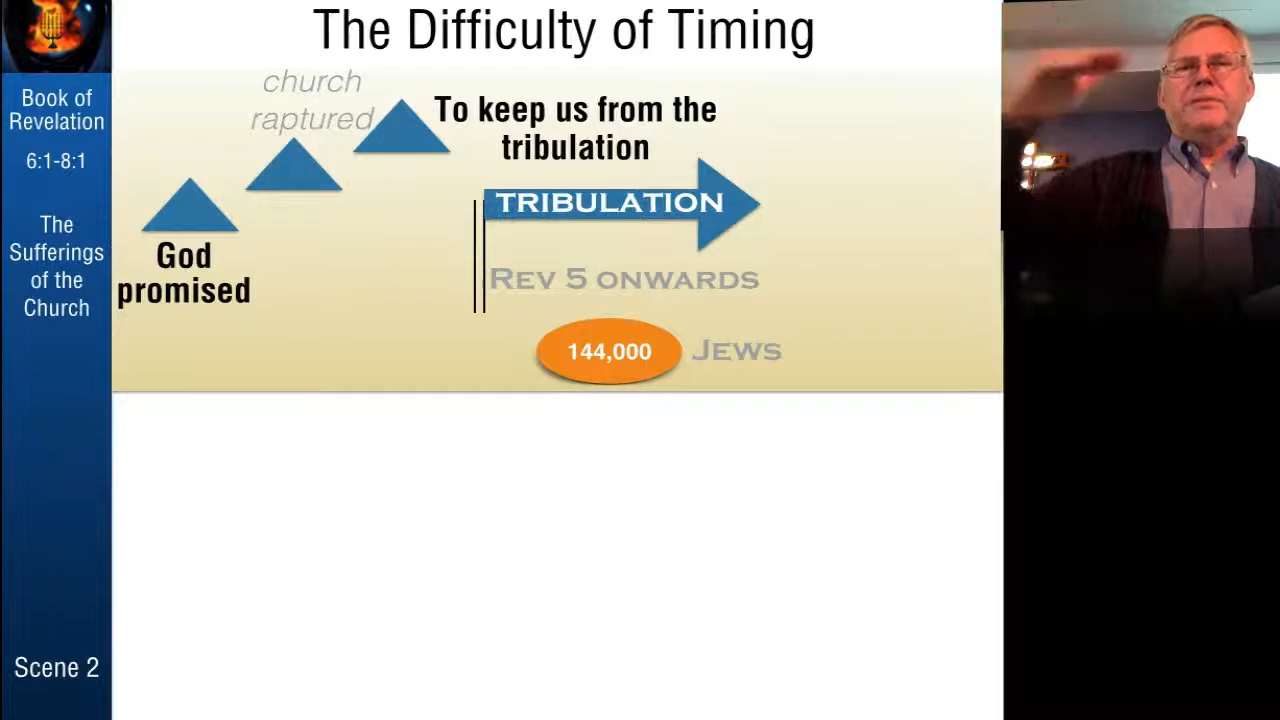 The Difficulty of Timing
Book of
Revelation
6:1-8:1
The
Sufferings
of the
Church
Scene 2
church
raptured
To keep us from the
tribulation
God
promised
TRIBULATION
REV 5 ONWARDS
144,000
JEWS